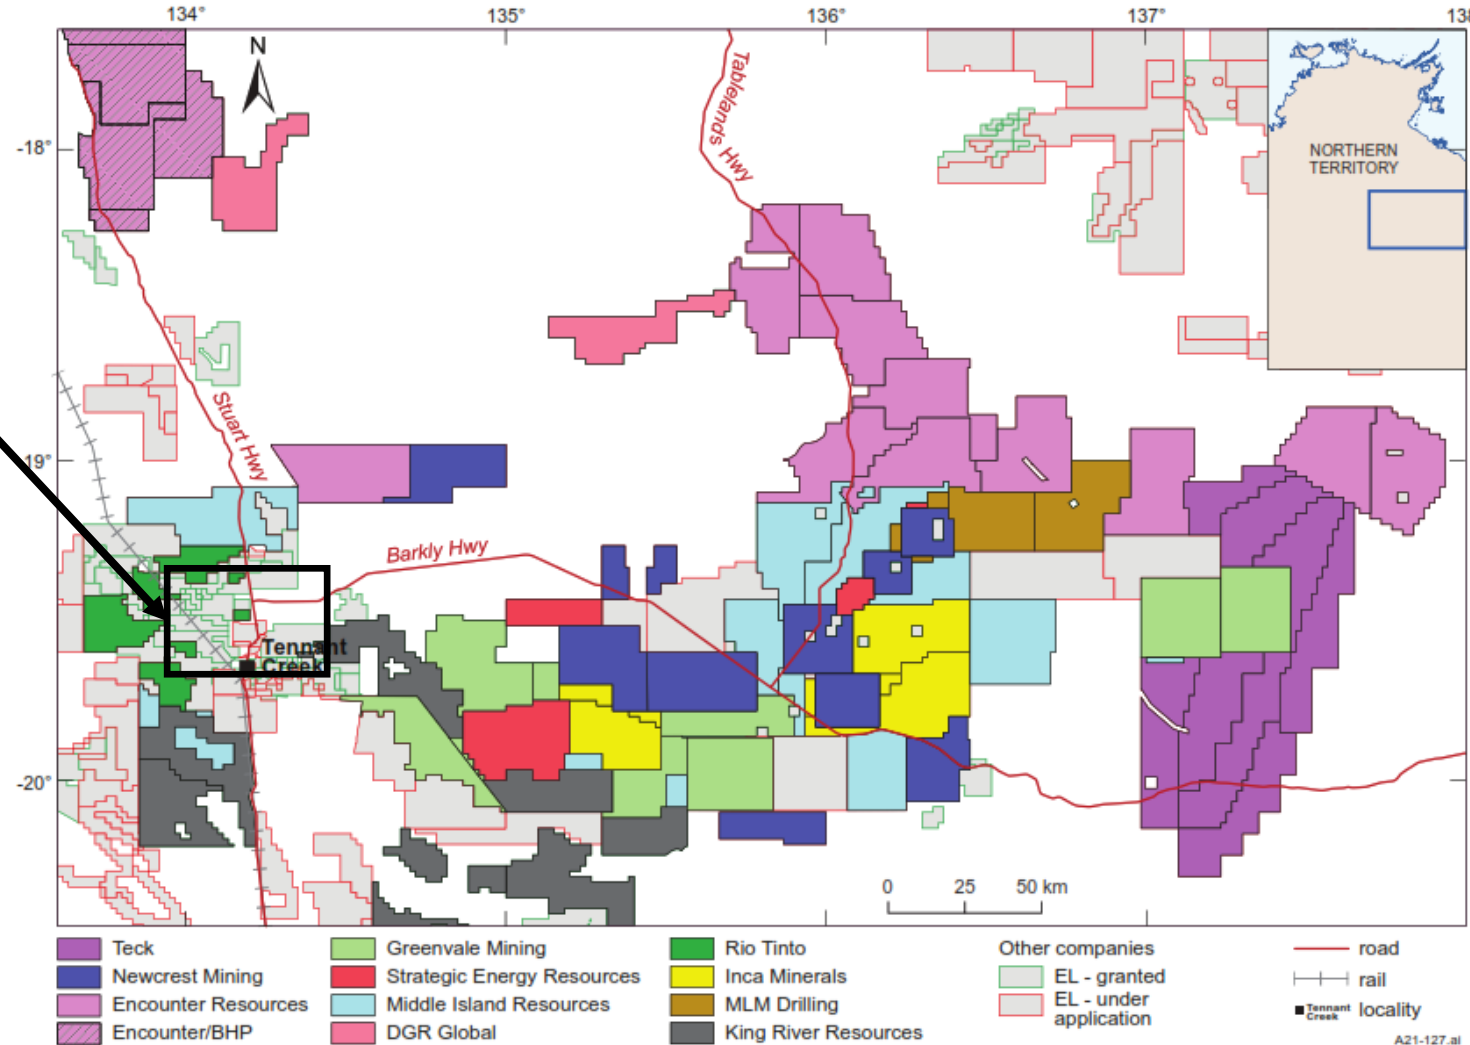 134°
135°
136°
137°
138
N
Tablelands Hwy
-18°
NORTHERN
TERRITORY
Stuart Hwy
19°
Barkly Hwy
Tennant
Creek
-20°
0 25 50 km
Teck
Newcrest Mining
Encounter Resources
Encounter/BHP
Greenvale Mining
Strategic Energy Resources
Middle Island Resources
DGR Global
Rio Tinto
Inca Minerals
MLM Drilling
King River Resources
Other companies
EL - granted
EL - under
application
road
rail
Tennant
Creek
locality
A21-127.ai